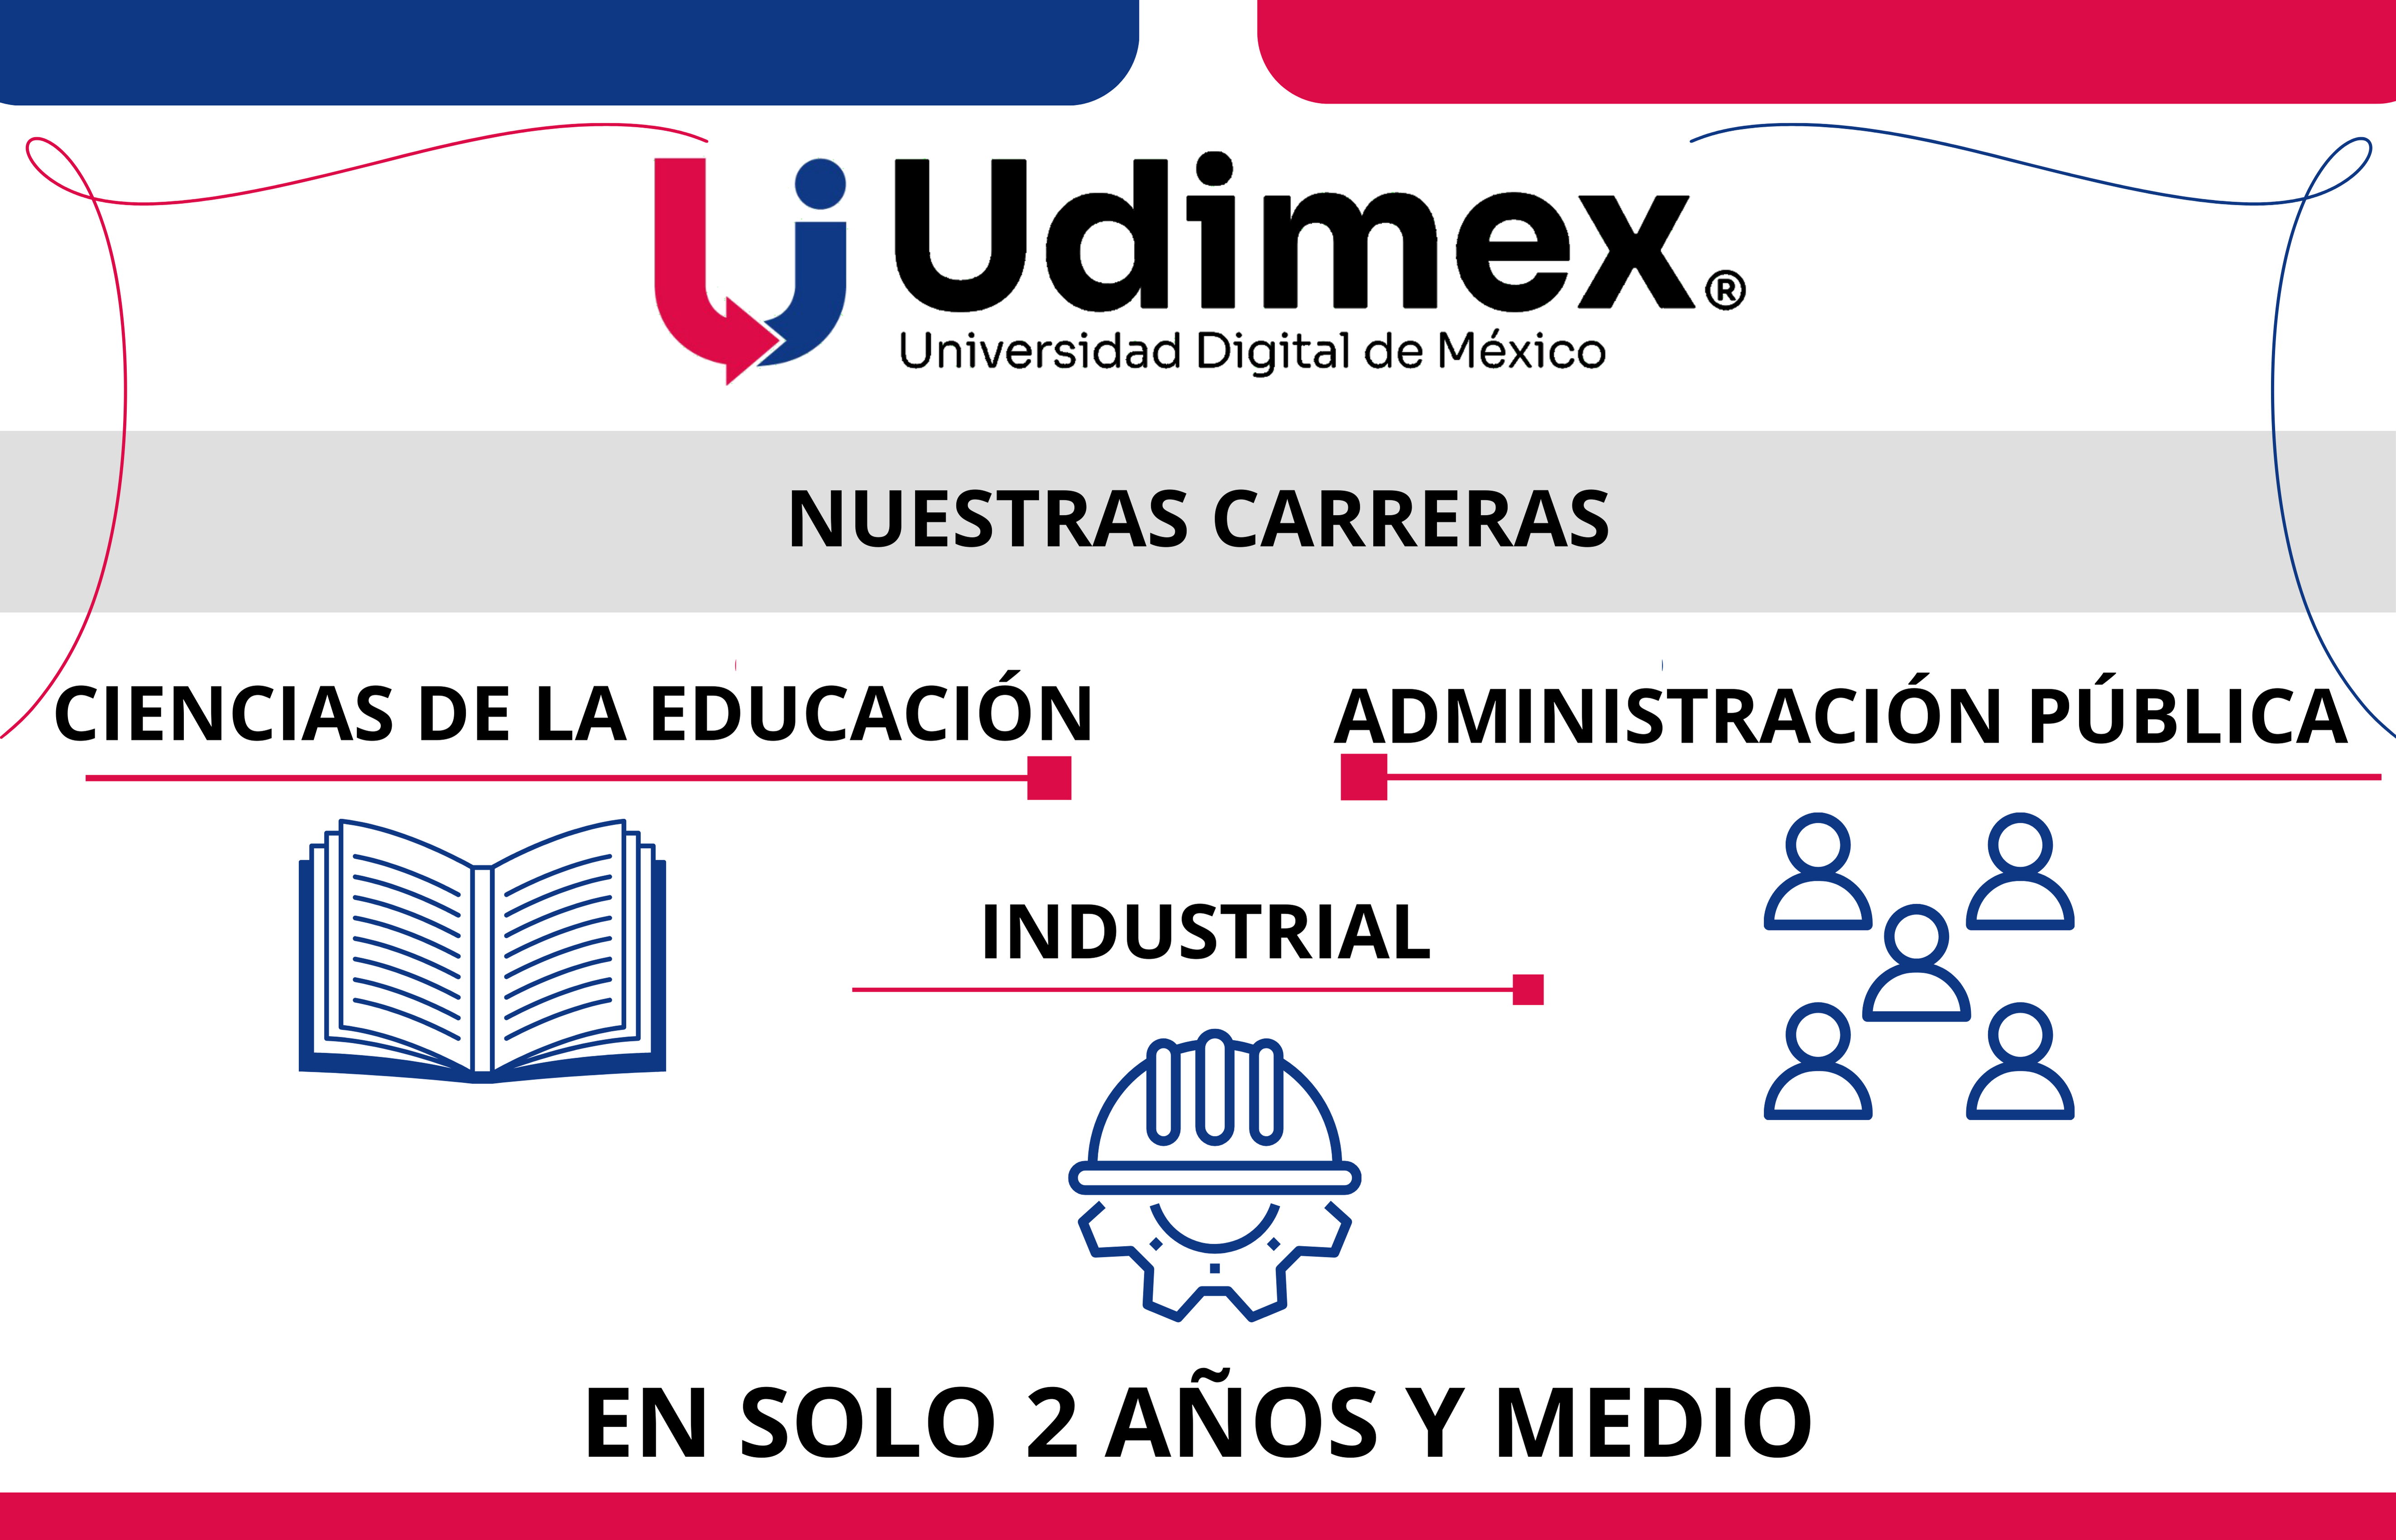 Udimex®
Universidad Digital de México
NUESTRAS CARRERAS
CIENCIAS DE LA EDUCACIÓN
ADMINISTRACIÓN PÚBLICA
INDUSTRIAL
EN SOLO 2 AÑOS Y MEDIO